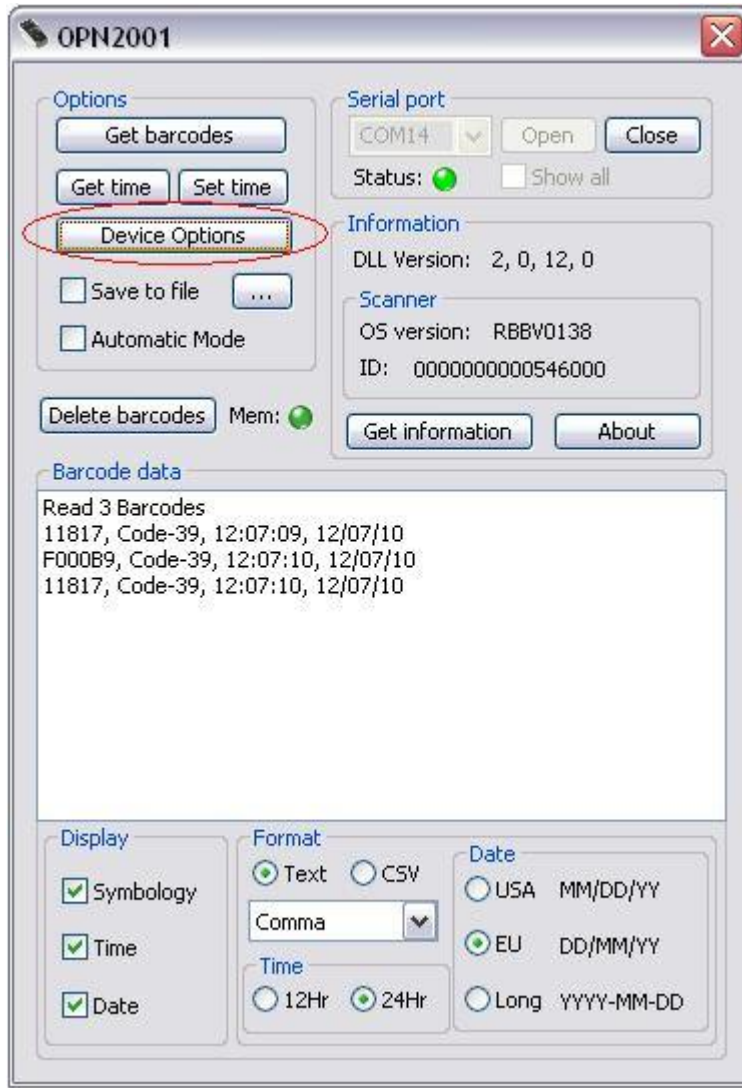 OPN2001
Options
Get barcodes
Get time Set time
Device Options
Save to file ...
Automatic Mode
Delete barcodes Mem:
Serial port
COM14 Open Close
Status: Show all
Information
DLL Version: 2, 0, 12, 0
Scanner
OS version: RBBV0138
ID: 0000000000546000
Get information About
Barcode data
Read 3 Barcodes
11817, Code-39, 12:07:09, 12/07/10
F000B9, Code-39, 12:07:10, 12/07/10
11817, Code-39, 12:07:10, 12/07/10
Display
Symbology
Time
Date
Format
Text CSV
Comma
Time
12Hr 24Hr
Date
USA MM/DD/YY
EU DD/MM/YY
Long YYYY-MM-DD